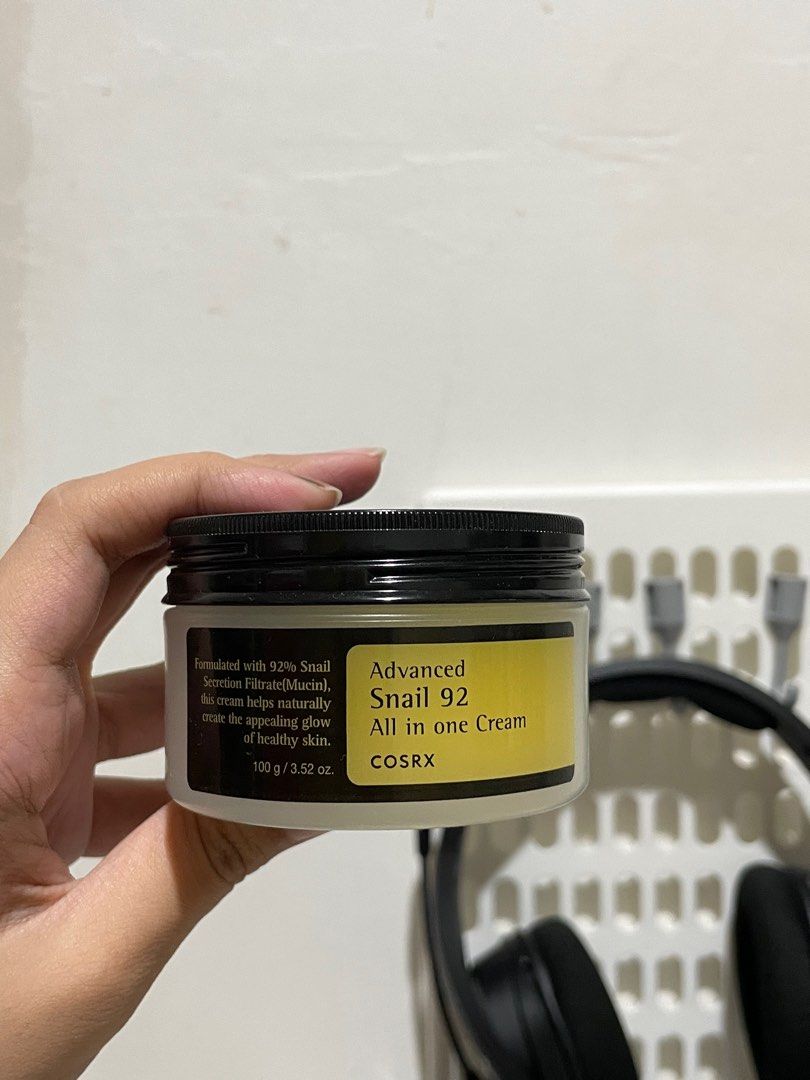 Formulated with 92% Snail
Secretion Filtrate(Mucin),
this cream helps naturally
create the appealing glow
of healthy skin.
100 g / 3.52 oz.
Advanced
Snail 92
All in one Cream
COSRX